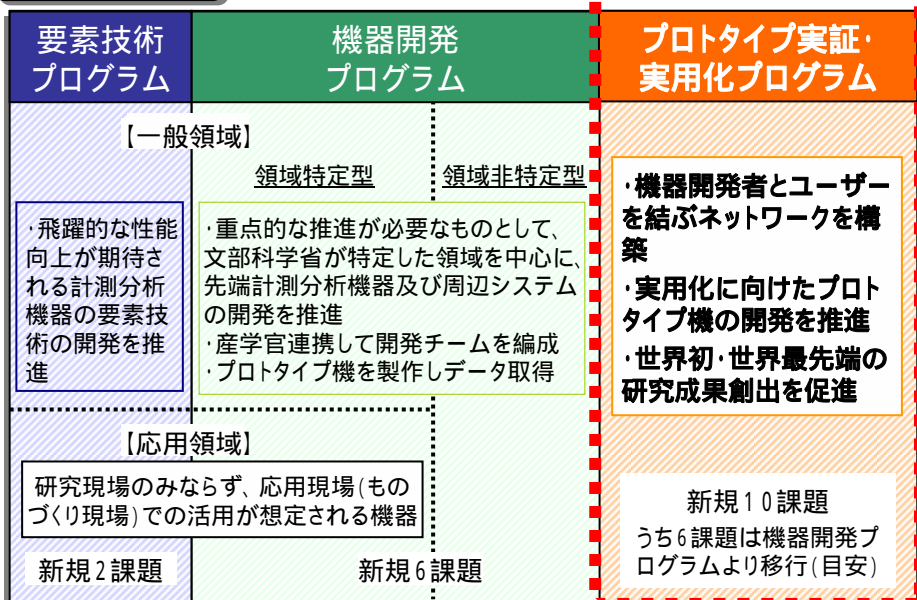 要素技術
プログラム
機器開発
プログラム
プロトタイプ実証・
実用化プログラム
【一般領域】
領域特定型
領域非特定型
・飛躍的な性能
向上が期待さ
れる計測分析
機器の要素技
術の開発を推
進
・重点的な推進が必要なものとして、
文部科学省が特定した領域を中心に、
先端計測分析機器及び周辺システム
の開発を推進
・産学官連携して開発チームを編成
・プロトタイプ機を製作しデータ取得
・機器開発者とユーザー
を結ぶネットワークを構
築
・実用化に向けたプロト
タイプ機の開発を推進
・世界初・世界最先端の
研究成果創出を促進
【応用領域】
研究現場のみならず、応用現場(もの
づくり現場)での活用が想定される機器
新規2課題
新規6課題
新規10課題
うち6課題は機器開発プ
ログラムより移行(目安)